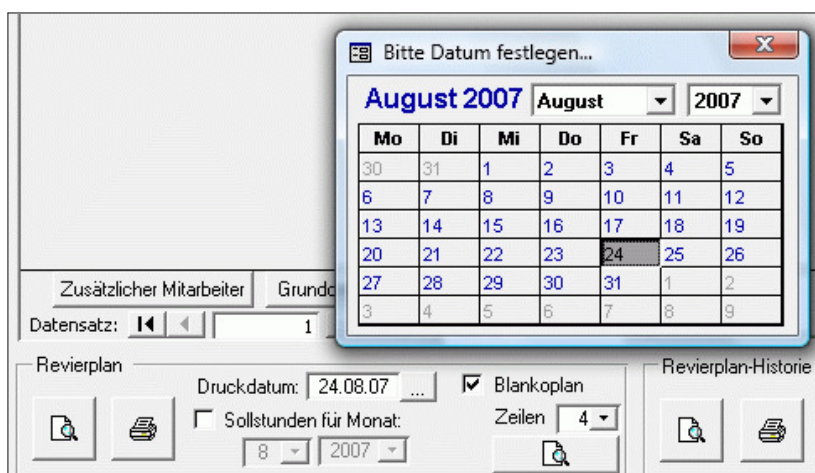 Bitte Datum festlegen...
August 2007 August 2007
Mo Di Mi Do Fr Sa So
30 31 1 2 3 4 5
6 7 8 9 10 11 12
13 14 15 16 17 18 19
20 21 22 23 24 25 26
27 28 29 30 31 1 2
3 4 5 6 7 8 9
Zusätzlicher Mitarbeiter
Datensatz: 1
Revierplan
Druckdatum: 24.08.07 ...
Blankoplan
Sollstunden für Monat:
Zeilen 4
8 2007
Revierplan-Historie